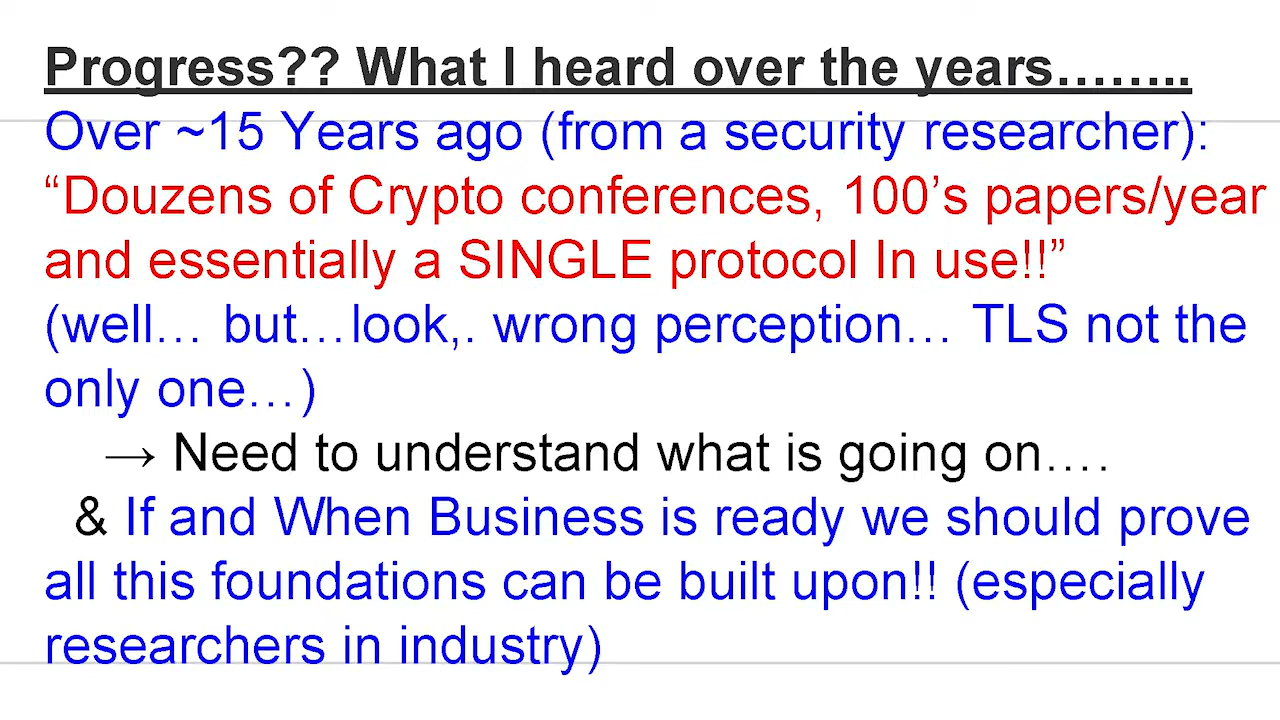 Progress?? What I heard over the years……..
Over ~15 Years ago (from a security researcher):
“Douzens of Crypto conferences, 100’s papers/year
and essentially a SINGLE protocol In use!!”
(well… but…look,. wrong perception… TLS not the
only one…)
→ Need to understand what is going on….
& If and When Business is ready we should prove
all this foundations can be built upon!! (especially
researchers in industry)